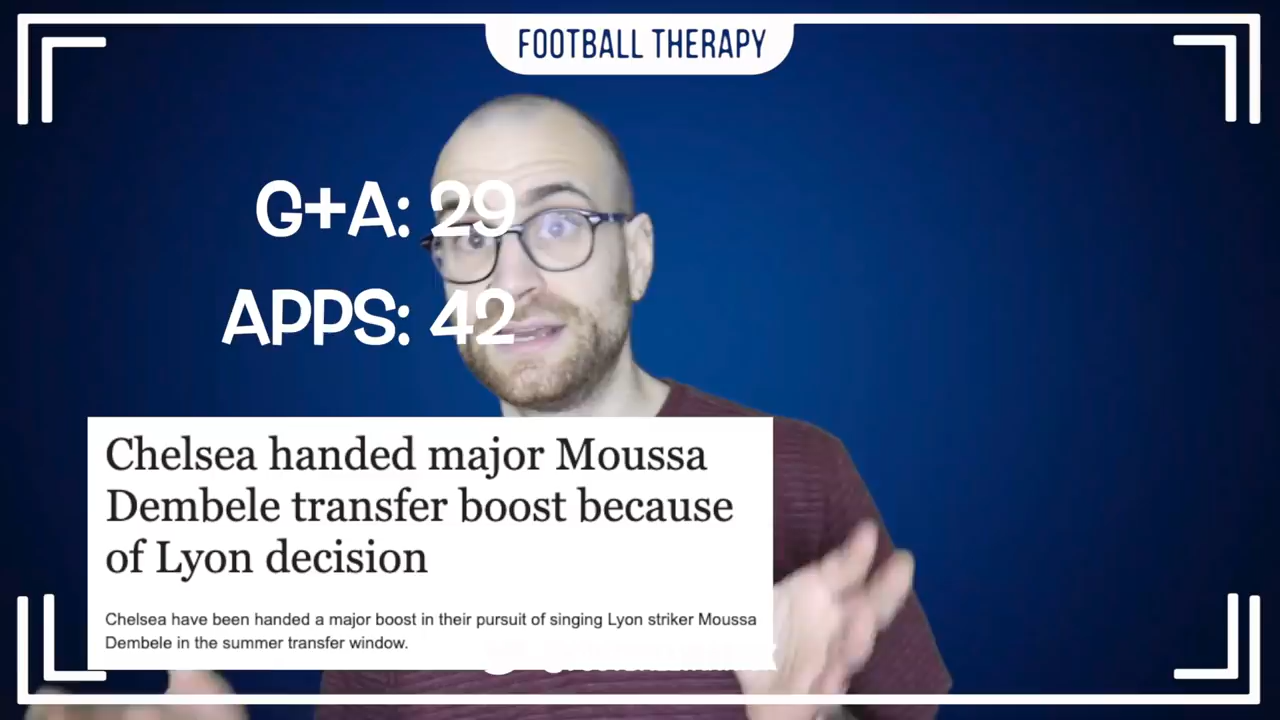 FOOTBALL THERAPY
G+A: 29
APPS: 42
Chelsea handed major Moussa
Dembele transfer boost because
of Lyon decision
Chelsea have been handed a major boost in their pursuit of singing Lyon striker Moussa
Dembele in the summer transfer window.